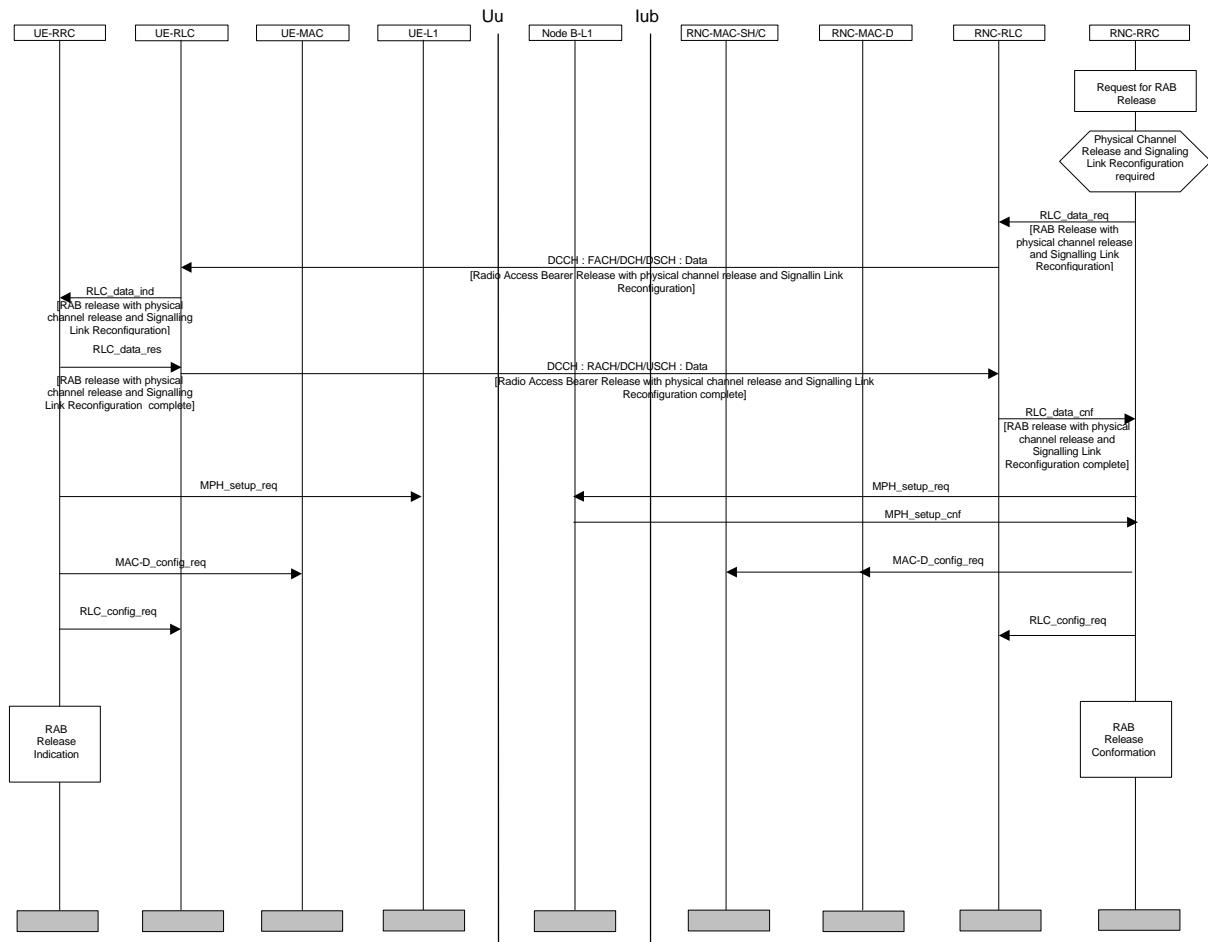 Uu
Iub
UE-RRC
UE-RLC
UE-MAC
UE-L1
Node B-L1
RNC-MAC-SH/C
RNC-MAC-D
RNC-RLC
RNC-RRC
Request for RAB
Release
Physical Channel
Release and Signaling
Link Reconfiguration
required
RLC_data_req
[RAB Release with
physical channel release
and Signalling Link
Reconfiguration]
DCCH : FACH/DCH/DSCH : Data
[Radio Access Bearer Release with physical channel release and Signallin Link
Reconfiguration]
RLC_data_ind
[RAB release with physical
channel release and Signalling
Link Reconfiguration]
RLC_data_res
[RAB release with physical
channel release and Signalling
Link Reconfiguration complete]
DCCH : RACH/DCH/USCH : Data
[Radio Access Bearer Release with physical channel release and Signalling Link
Reconfiguration complete]
RLC_data_cnf
[RAB release with physical
channel release and
Signalling Link
Reconfiguration complete]
MPH_setup_req
MPH_setup_req
MPH_setup_cnf
MAC-D_config_req
MAC-D_config_req
RLC_config_req
RLC_config_req
RAB
Release
Indication
RAB
Release
Conformation